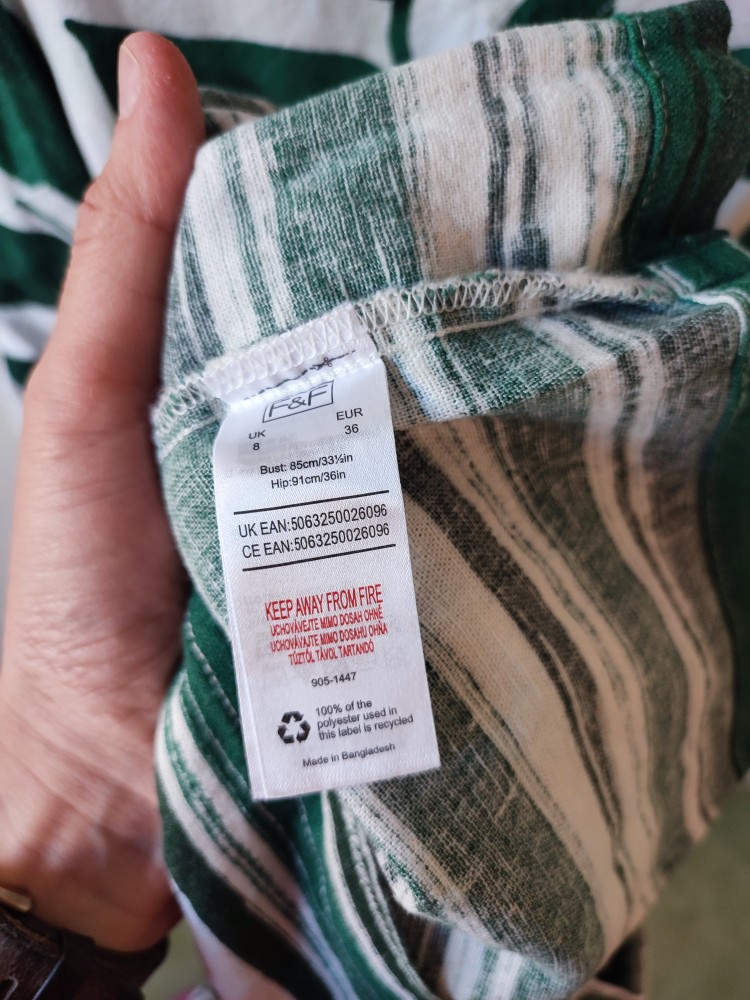 F&F
UK EUR
8 36
Bust: 85cm/33½in
Hip:91cm/36in
UK EAN:5063250026096
CE EAN:5063250026096
KEEP AWAY FROM FIRE
UCHOVÁVEJTE MIMO DOSAH OHNĚ
UCHOVÁVAJTE MIMO DOSAHU OHŇA
TŰZTŐL TÁVOL TARTANDÓ
905-1447
100% of the
polyester used in
this label is recycled
Made in Bangladesh